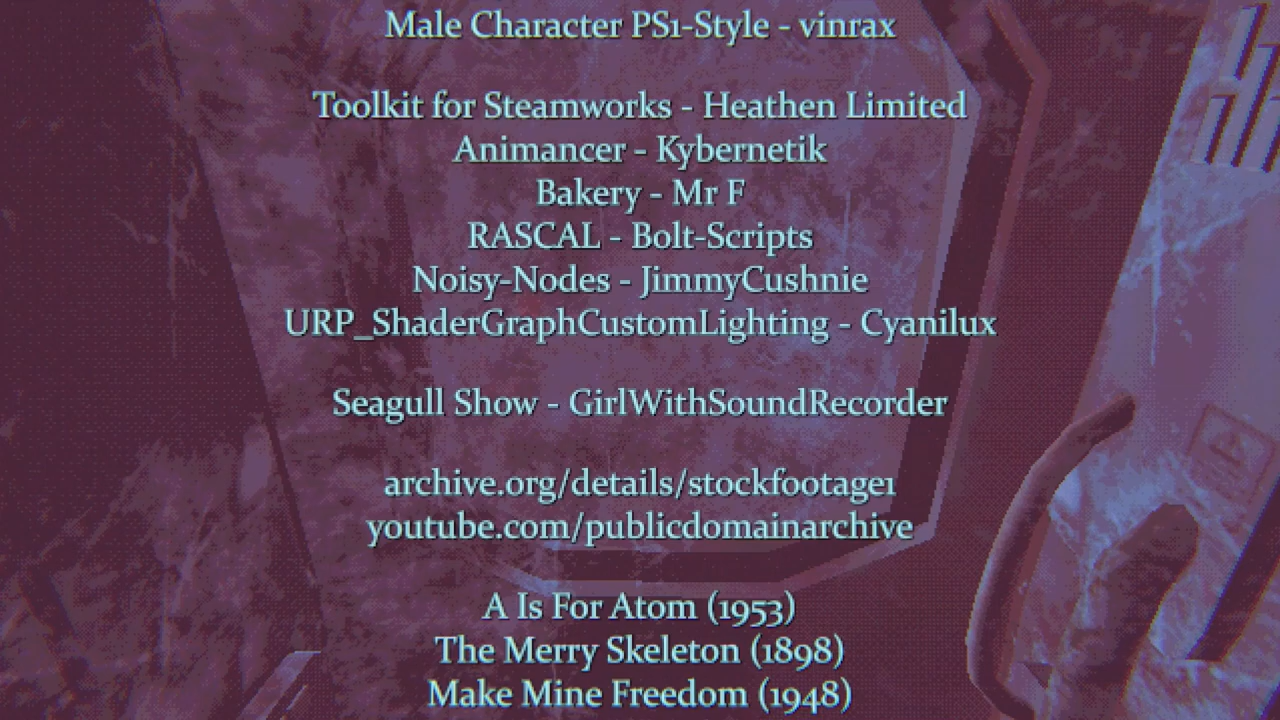 Male Character PS1-Style - vinrax
Toolkit for Steamworks - Heathen Limited
Animancer - Kybernetik
Bakery - Mr F
RASCAL - Bolt-Scripts
Noisy-Nodes - JimmyCushnie
URP_ShaderGraphCustomLighting - Cyanilux
Seagull Show - GirlWithSoundRecorder
archive.org/details/stockfootage1
youtube.com/publicdomainarchive
A Is For Atom (1953)
The Merry Skeleton (1898)
Make Mine Freedom (1948)